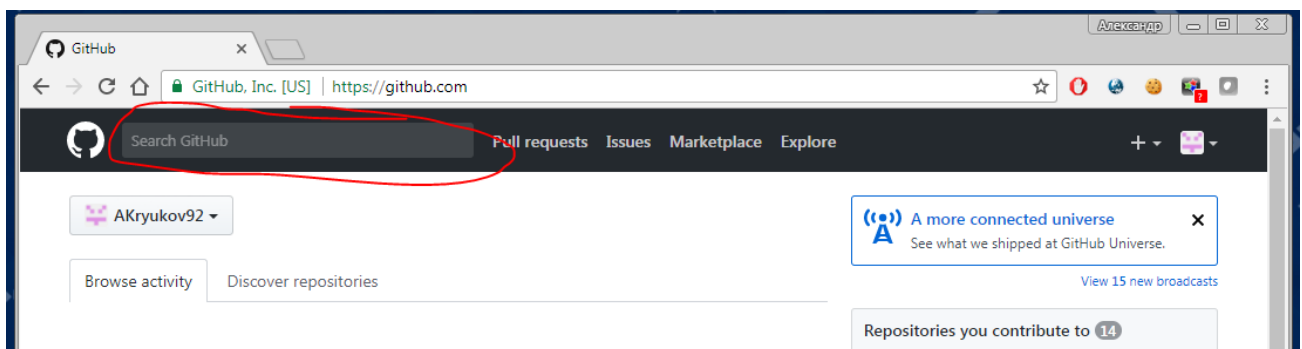 Александр
GitHub
GitHub, Inc. [US] | https://github.com
?
Search GitHub Pull requests Issues Marketplace Explore
AKryukov92
A more connected universe
See what we shipped at GitHub Universe.
Browse activity Discover repositories
View 15 new broadcasts
Repositories you contribute to 14